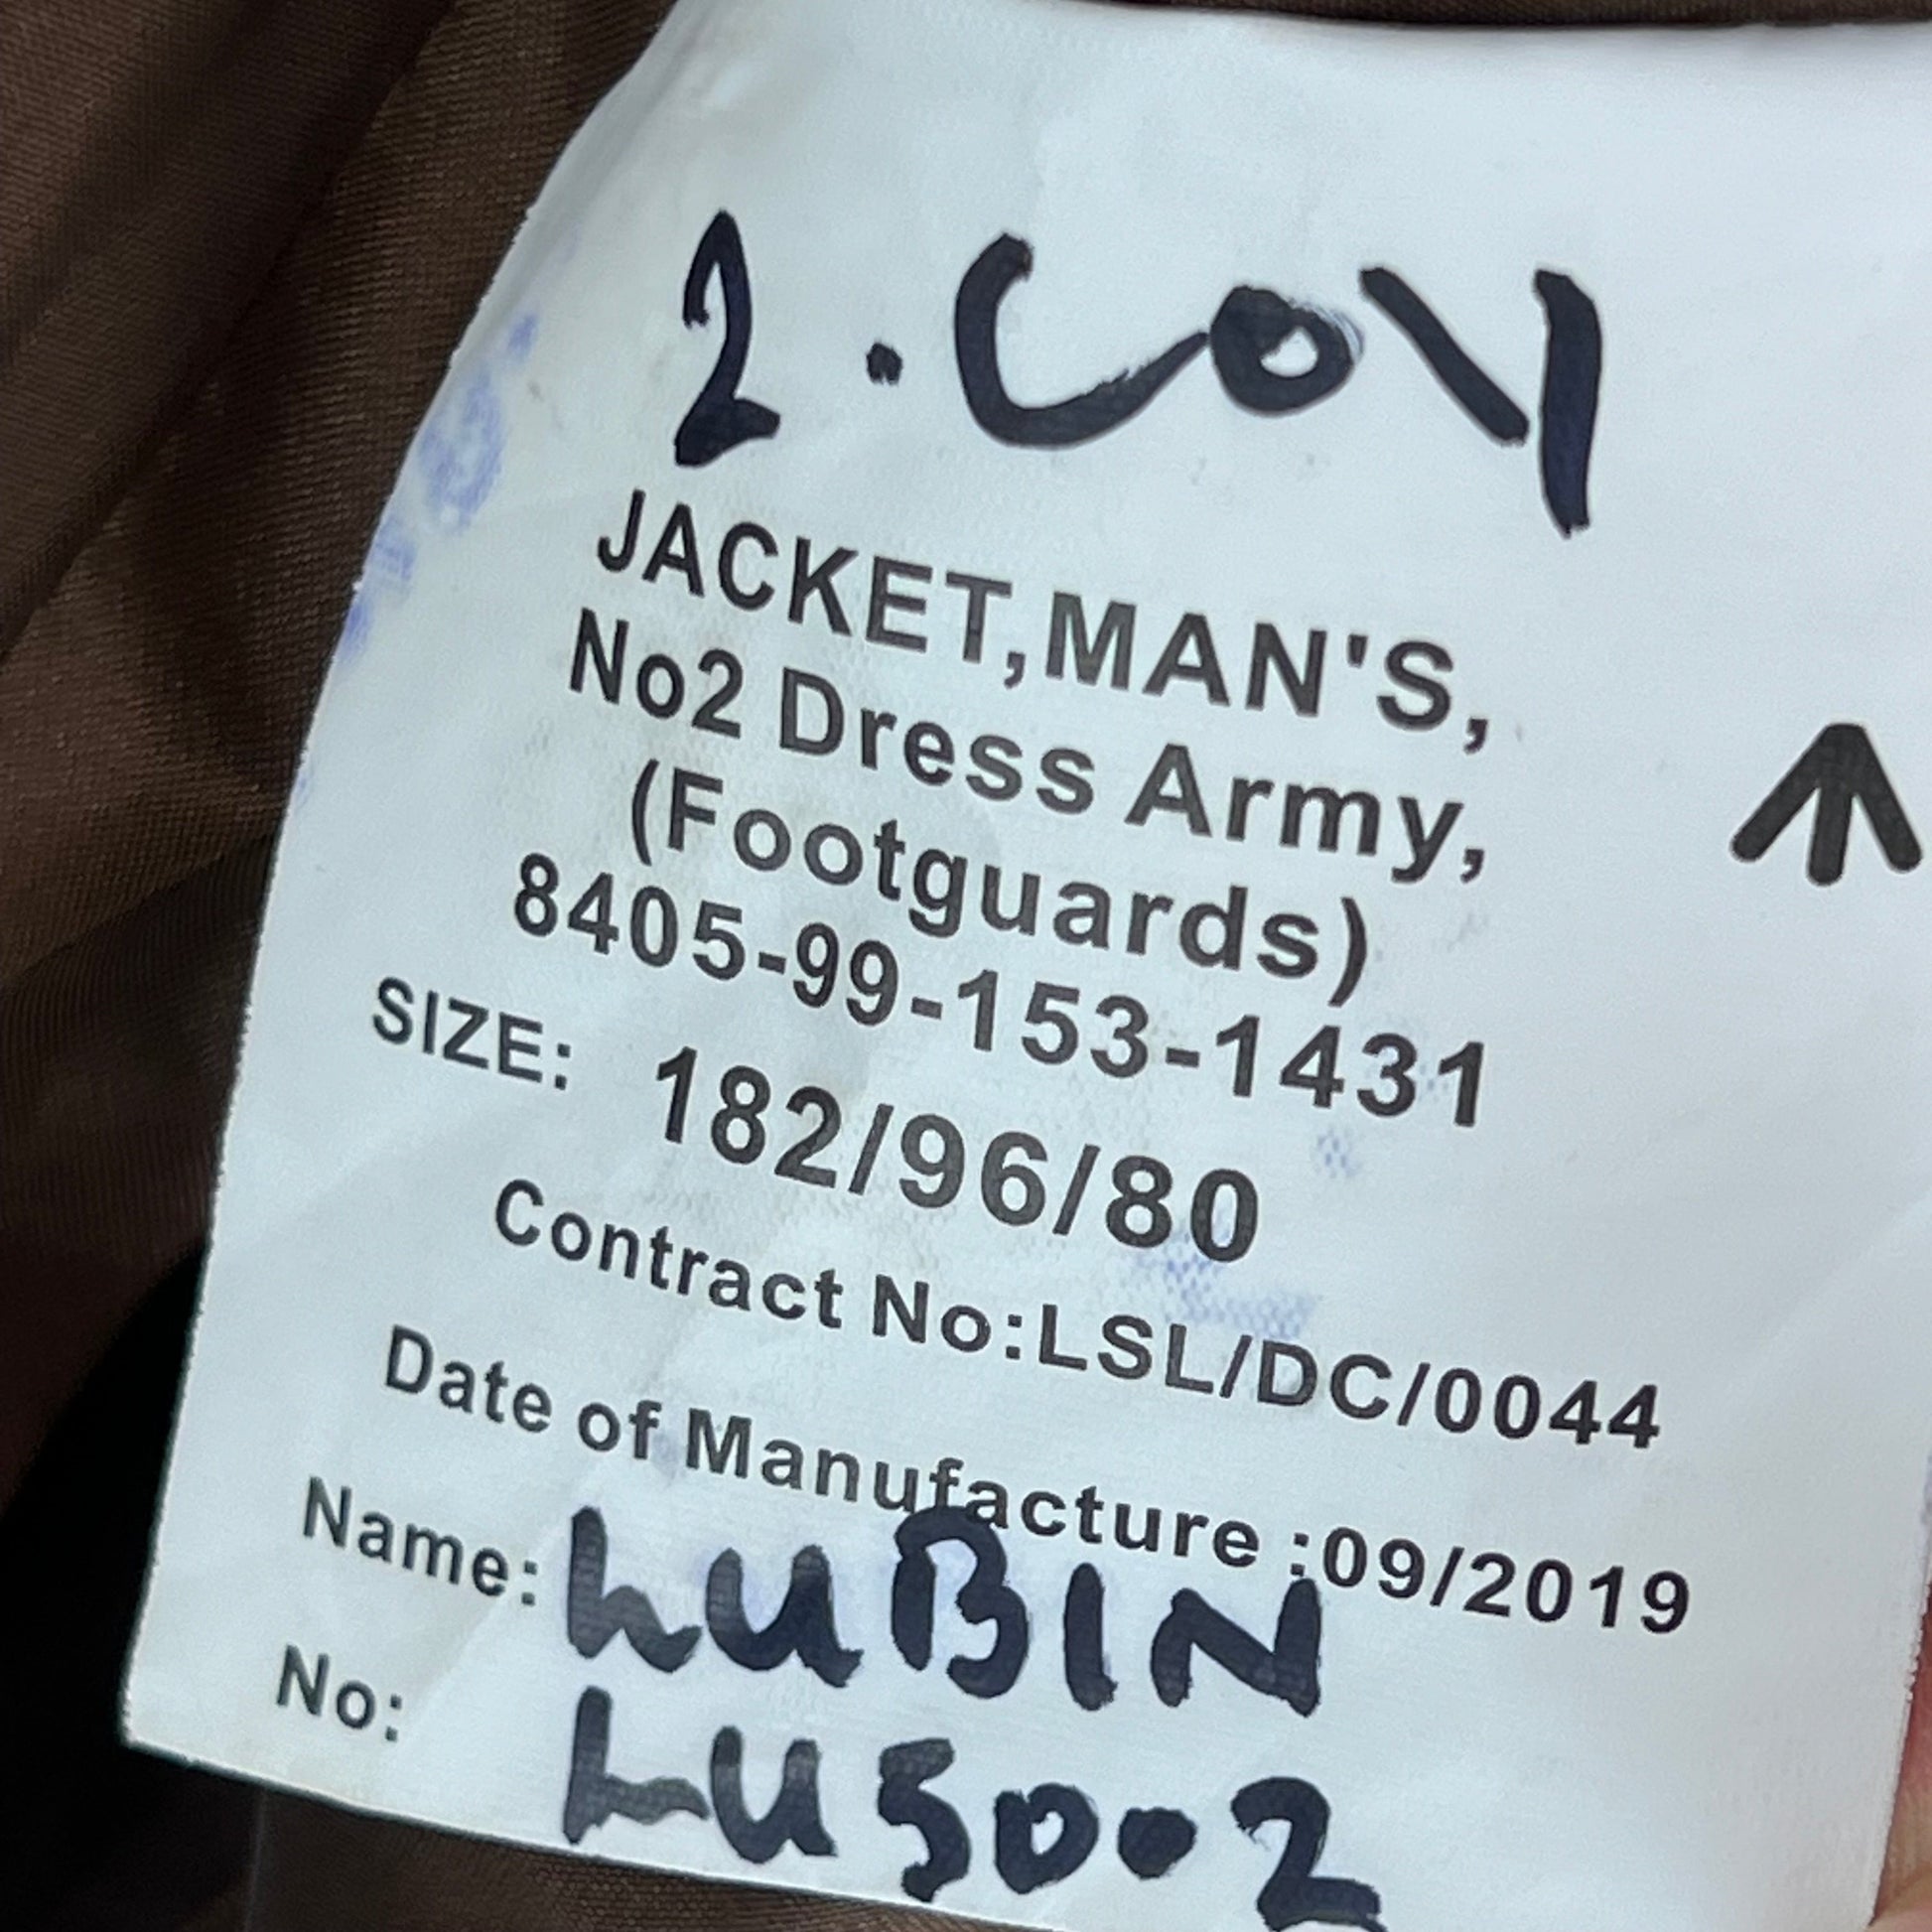 2. COY
JACKET,MAN'S,
No2 Dress Army,
(Footguards)
8405-99-153-1431
SIZE: 182/96/80
Contract No:LSL/DC/0044
Date of Manufacture :09/2019
Name: LUBIN
No: LU5002